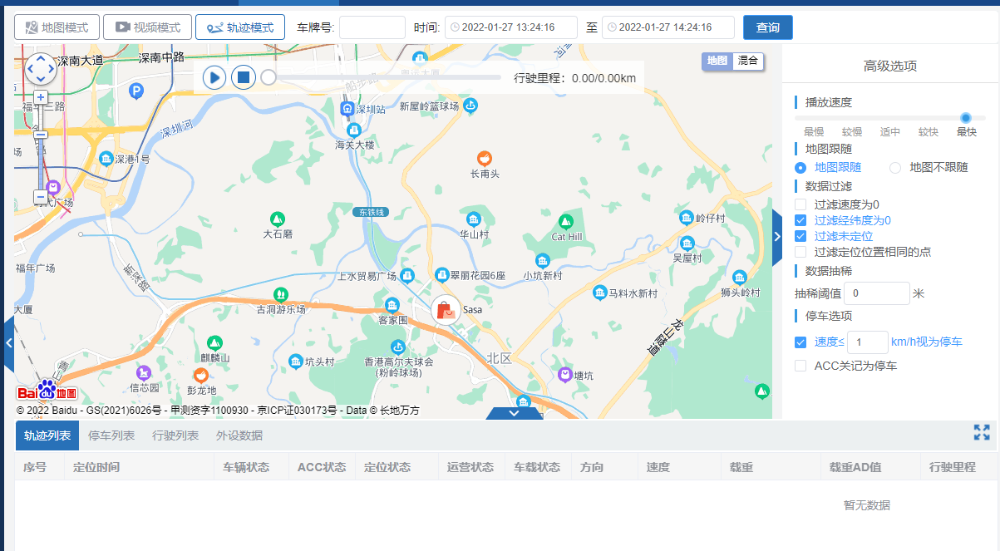 地图模式 视频模式 轨迹模式 车牌号: 时间: 2022-01-27 13:24:16 至 2022-01-27 14:24:16 查询
深南大道 深南中路
地图 混合
高级选项
行驶里程：0.00/0.00km
播放速度
最慢 较慢 适中 较快 最快
地图跟随
地图跟随 地图不跟随
数据过滤
过滤速度为0
过滤经纬度为0
过滤未定位
过滤定位位置相同的点
数据抽稀
抽稀阈值 0 米
停车选项
速度≤ 1 km/h视为停车
ACC关记为停车
深圳河
深圳站
新屋岭篮球场
海关大楼
深港1号
长甫头
东铁线
大石磨
华山村
Cat Hill
岭仔村
吴屋村
福年广场
新深路
上水贸易广场
翠丽花园6座
小坑新村
马料水新村
狮头岭村
大厦
古洞游乐场
客家围
Sasa
龙山隧道
麒麟山
坑头村
香港高尔夫球会
(粉岭球场)
北区
塘坑
信芯园
彭龙地
青山
Bai du 地图
© 2022 Baidu - GS(2021)6026号 - 甲测资字1100930 - 京ICP证030173号 - Data © 长地万方
轨迹列表 停车列表 行驶列表 外设数据
序号 定位时间 车辆状态 ACC状态 定位状态 运营状态 车载状态 方向 速度 载重 载重AD值 行驶里程
暂无数据